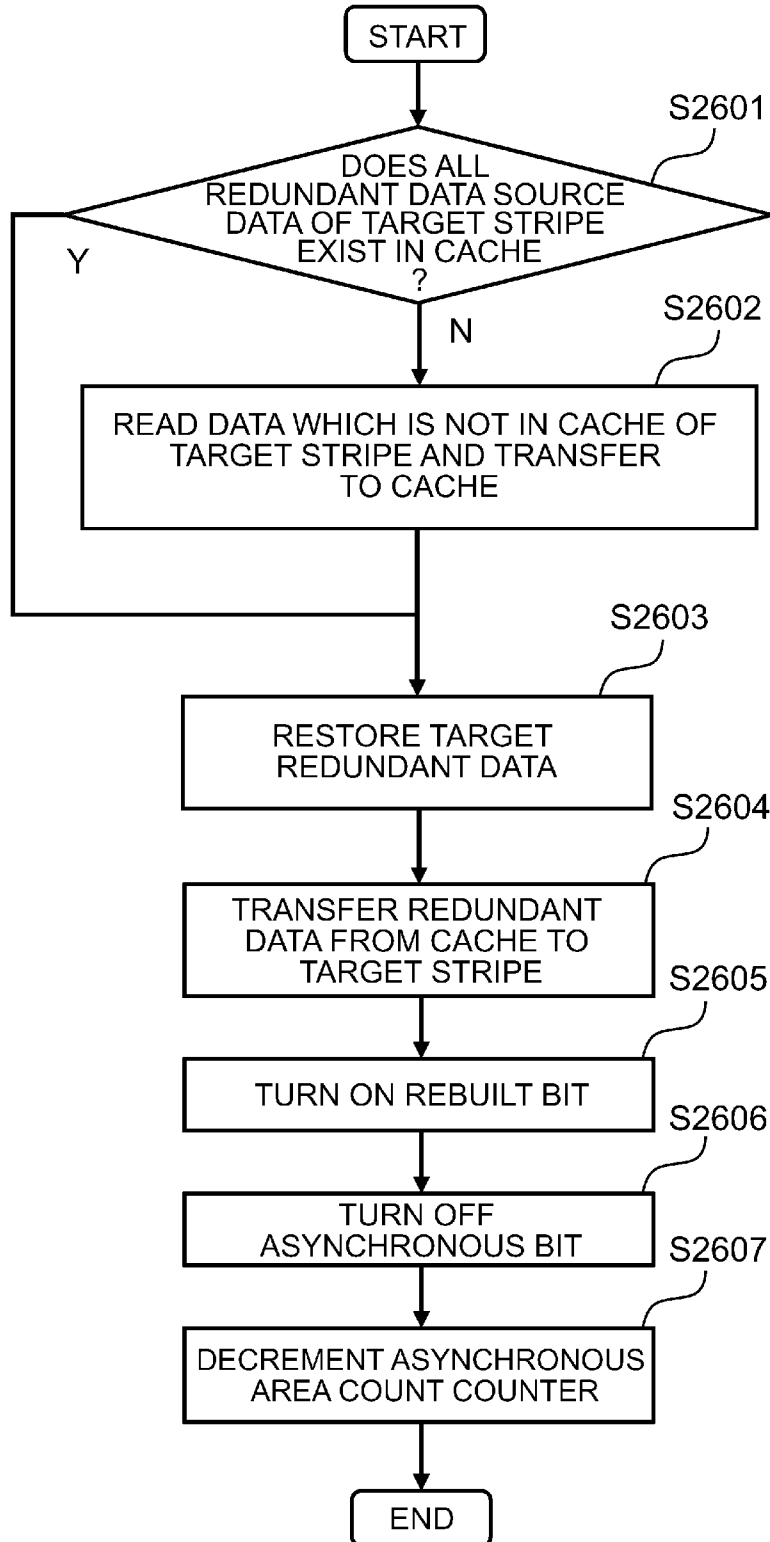 START
S2601
DOES ALL
REDUNDANT DATA SOURCE
DATA OF TARGET STRIPE
EXIST IN CACHE
?
Y
N
S2602
READ DATA WHICH IS NOT IN CACHE OF
TARGET STRIPE AND TRANSFER
TO CACHE
S2603
RESTORE TARGET
REDUNDANT DATA
S2604
TRANSFER REDUNDANT
DATA FROM CACHE TO
TARGET STRIPE
S2605
TURN ON REBUILT BIT
S2606
TURN OFF
ASYNCHRONOUS BIT
S2607
DECREMENT ASYNCHRONOUS
AREA COUNT COUNTER
END